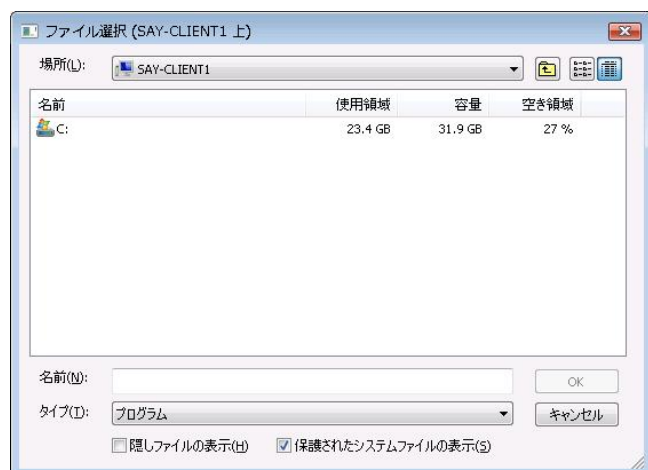 ファイル選択 (SAY-CLIENT1 上)
場所(L): SAY-CLIENT1
名前 使用領域 容量 空き領域
C: 23.4 GB 31.9 GB 27 %
名前(N): OK
タイプ(T): プログラム キャンセル
隠しファイルの表示(H) 保護されたシステムファイルの表示(S)